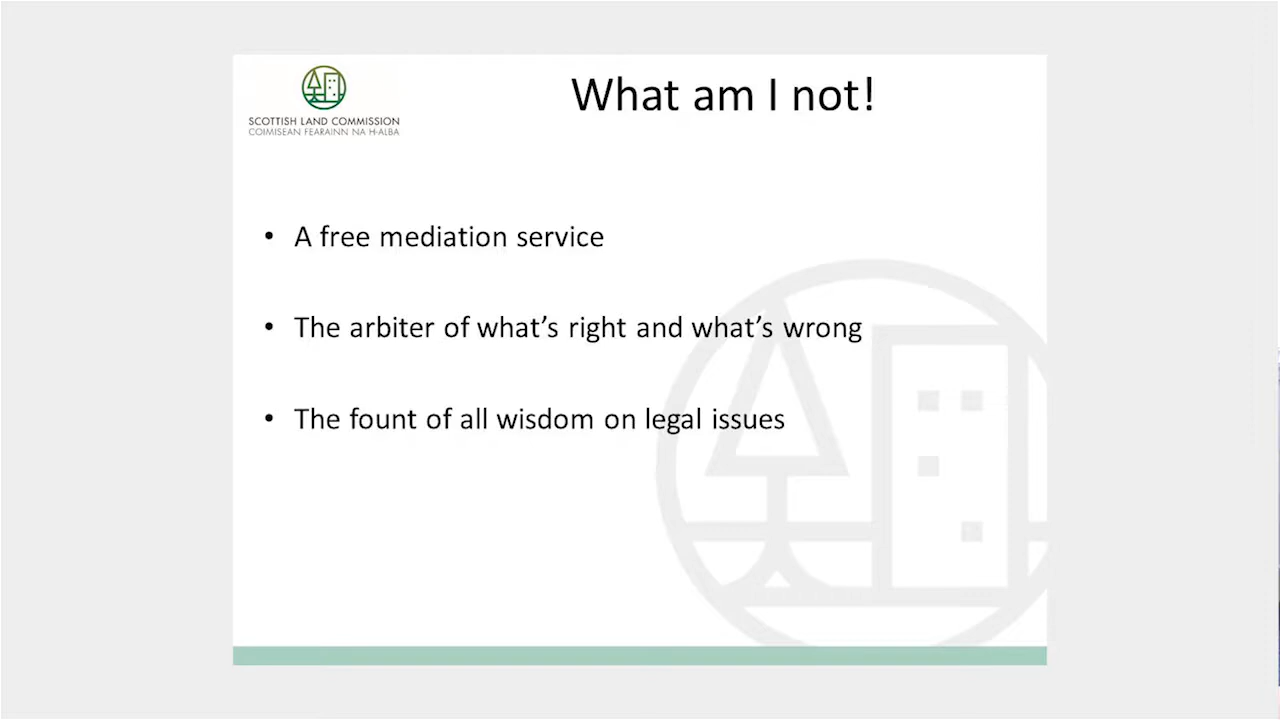 SCOTTISH LAND COMMISSION
COIMISEAN FEARAINN NA H-ALBA
What am I not!
• A free mediation service
• The arbiter of what’s right and what’s wrong
• The fount of all wisdom on legal issues